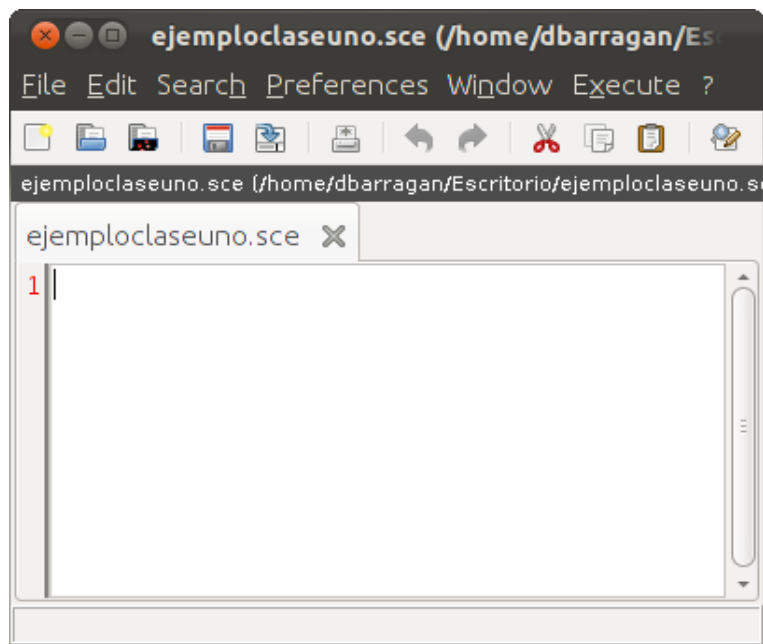 ejemploclaseuno.sce (/home/dbarragan/Es
File Edit Search Preferences Window Execute ?
ejemploclaseuno.sce (/home/dbarragan/Escritorio/ejemploclaseuno.s
ejemploclaseuno.sce
1